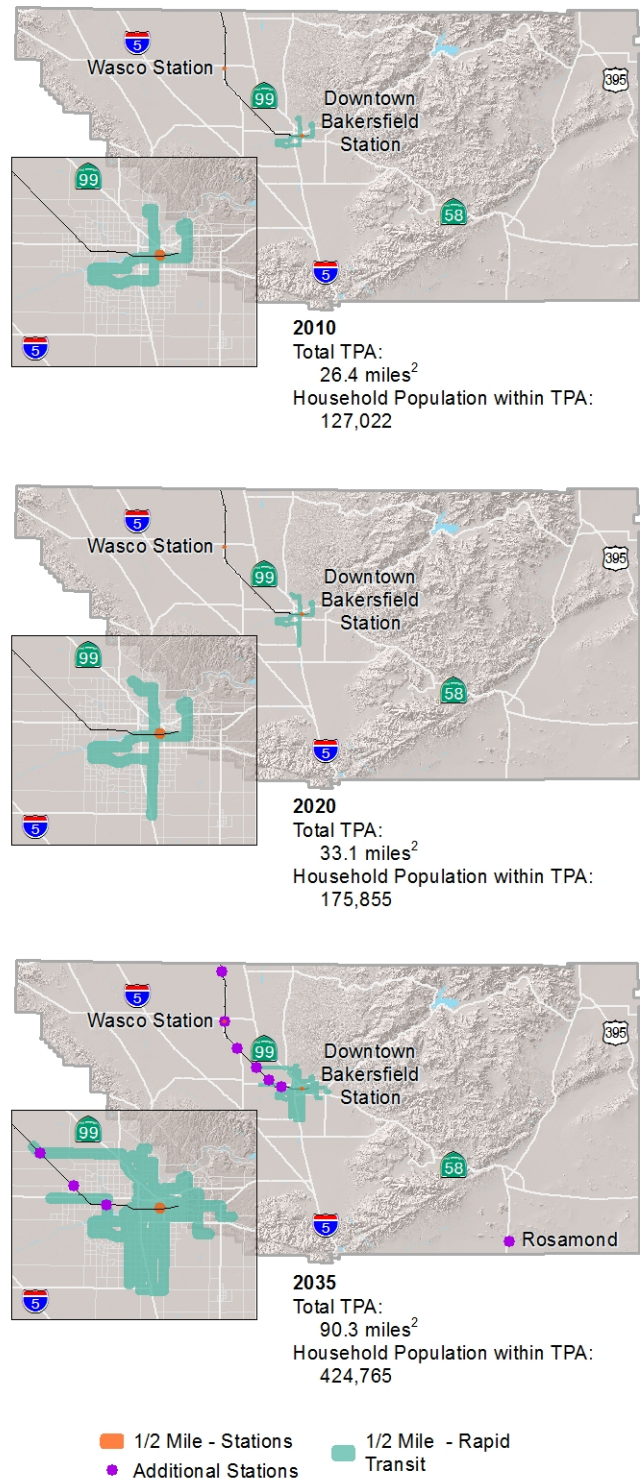 5
Wasco Station
99
Downtown
Bakersfield
Station
395
99
58
5
5
2010
Total TPA:
26.4 miles²
Household Population within TPA:
127,022
5
Wasco Station
99
Downtown
Bakersfield
Station
395
99
58
5
5
2020
Total TPA:
33.1 miles²
Household Population within TPA:
175,855
5
Wasco Station
99
Downtown
Bakersfield
Station
395
99
58
5
Rosamond
5
2035
Total TPA:
90.3 miles²
Household Population within TPA:
424,765
1/2 Mile - Stations
1/2 Mile - Rapid
Transit
Additional Stations